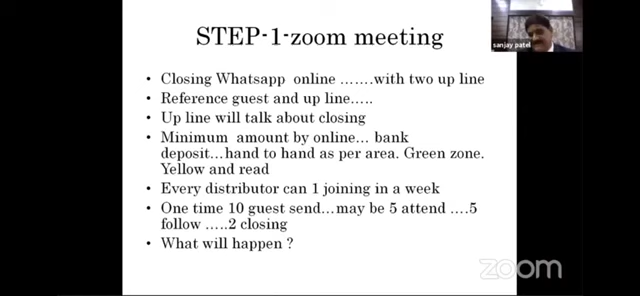 STEP-1-zoom meeting
sanjay patel
• Closing Whatsapp online …….with two up line
• Reference guest and up line…..
• Up line will talk about closing
• Minimum amount by online… bank
deposit…hand to hand as per area. Green zone.
Yellow and read
• Every distributor can 1 joining in a week
• One time 10 guest send…may be 5 attend ….5
follow …..2 closing
• What will happen ?
zoom